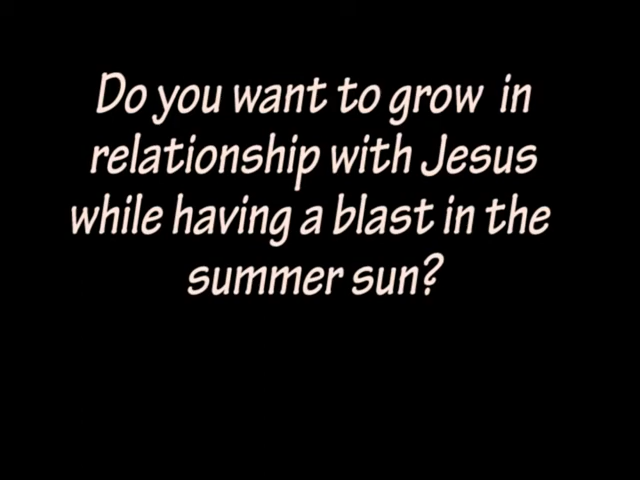 Do you want to grow in
relationship with Jesus
while having a blast in the
summer sun?